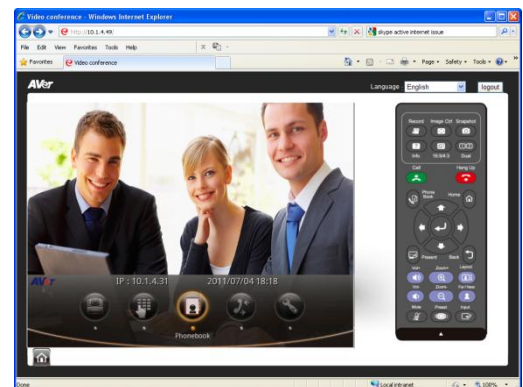 Video conference - Windows Internet Explorer
http://10.1.4.49/
skype active internet issue
File Edit View Favorites Tools Help
Favorites Video conference
Page Safety Tools
AVer
Language English logout
Record Image Ctrl Snapshot
Info 16:9/4:3 Dual
Call Hang Up
Phone Book Home
Present Back
Zoom+ Layout
Vol- Zoom- Far/Near
Mute Preset Input
AVer IP : 10.1.4.31 2011/07/04 18:18
Phonebook
Done Local intranet 100%